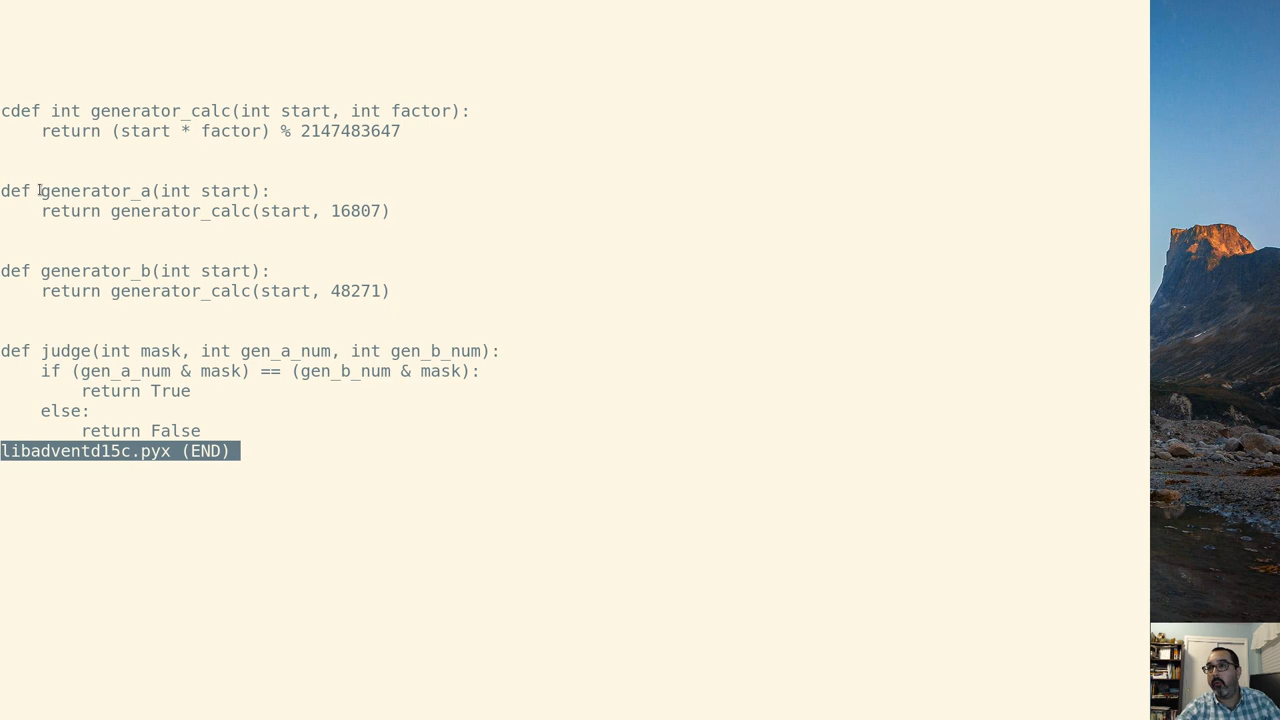 cdef int generator_calc(int start, int factor):
    return (start * factor) % 2147483647
def generator_a(int start):
    return generator_calc(start, 16807)
def generator_b(int start):
    return generator_calc(start, 48271)
def judge(int mask, int gen_a_num, int gen_b_num):
    if (gen_a_num & mask) == (gen_b_num & mask):
        return True
    else:
        return False
libadventd15c.pyx (END)